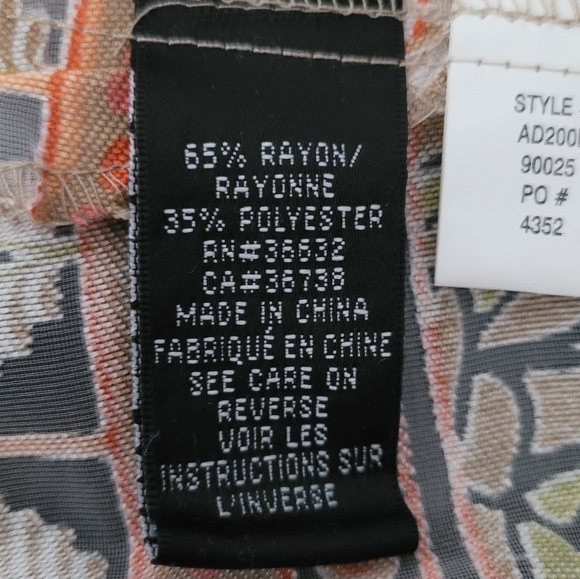 65% RAYON/
RAYONNE
35% POLYESTER
RN#36632
CA#36738
MADE IN CHINA
FABRIQUÉ EN CHINE
SEE CARE ON
REVERSE
VOIR LES
INSTRUCTIONS SUR
L'INVERSE
STYLE
AD200
90025
PO #
4352